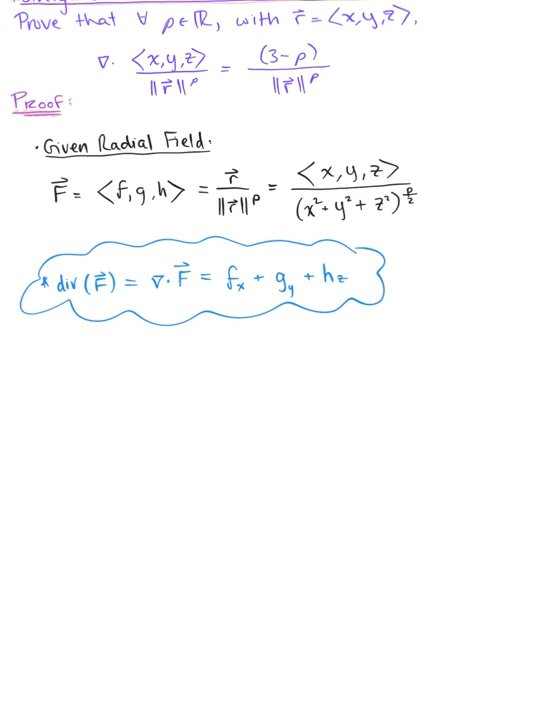 Prove that ∀ p∈ℝ, with r⃗ = <x,y,z>,
∇· <x,y,z> / ||r⃗||^p = (3-p) / ||r⃗||^p
Proof:
· Given Radial Field.
F⃗ = <f,g,h> = r⃗ / ||r⃗||^p = <x,y,z> / (x²+y²+z²)^(p/2)
* div(F⃗) = ∇·F⃗ = f_x + g_y + h_z